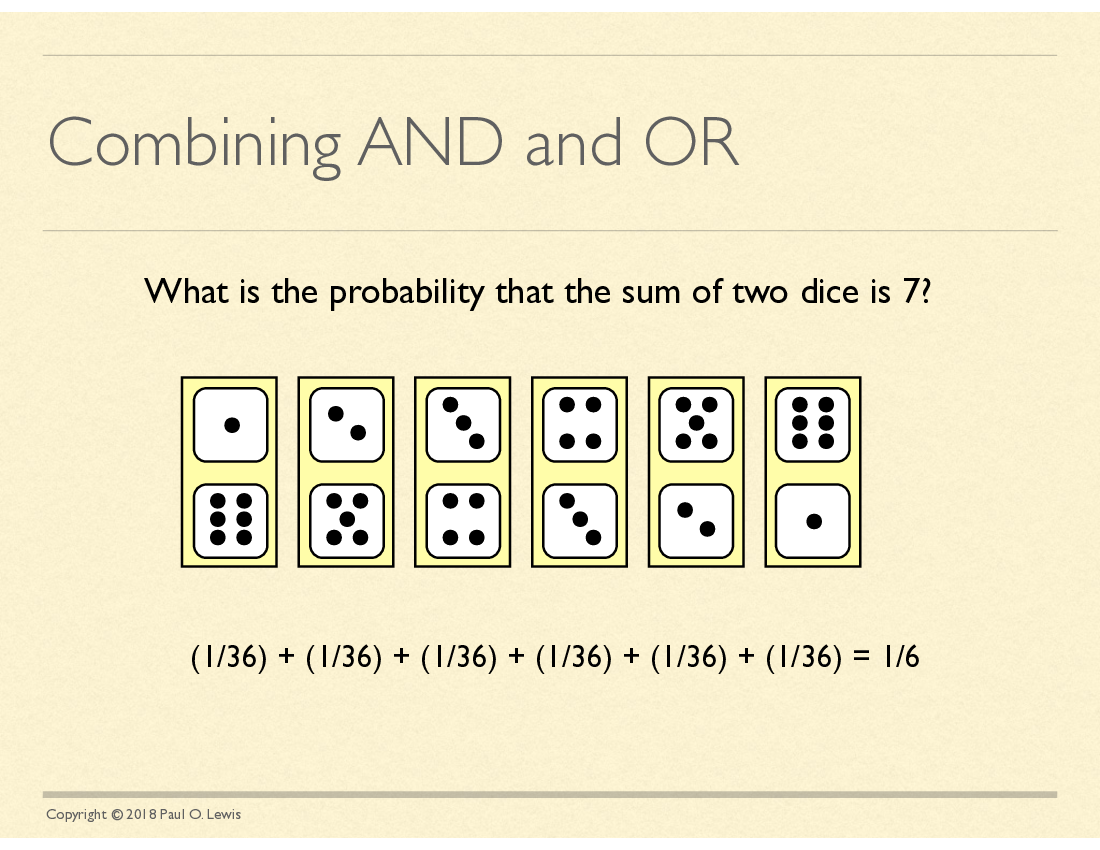 Combining AND and OR
What is the probability that the sum of two dice is 7?
(1/36) + (1/36) + (1/36) + (1/36) + (1/36) + (1/36) = 1/6
Copyright © 2018 Paul O. Lewis